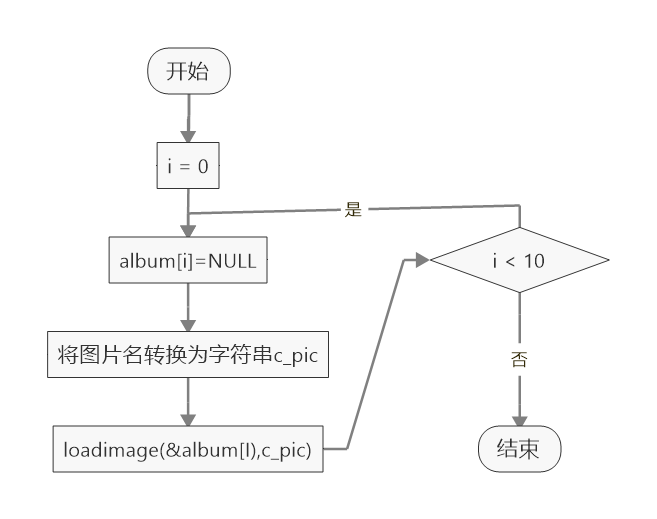 开始
i = 0
是
album[i]=NULL
i < 10
将图片名转换为字符串c_pic
否
loadimage(&album[I),c_pic)
结束